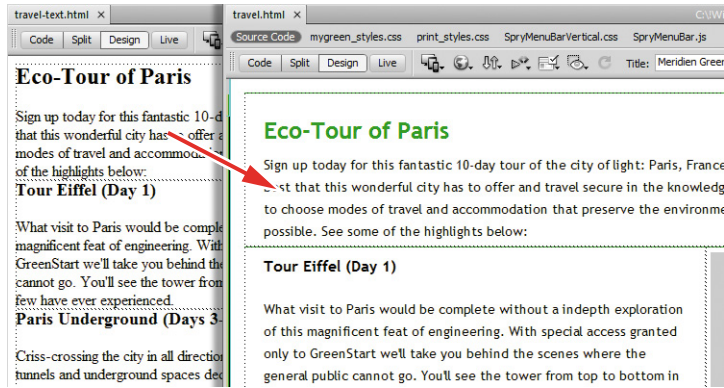 travel-text.html ×
Code Split Design Live
Eco-Tour of Paris
Sign up today for this fantastic 10-d
that this wonderful city has to offer a
modes of travel and accommodation
of the highlights below:
Tour Eiffel (Day 1)
What visit to Paris would be comple
magnificent feat of engineering. With
GreenStart we'll take you behind the
cannot go. You'll see the tower from
few have ever experienced.
Paris Underground (Days 3-
Criss-crossing the city in all direction
tunnels and underground spaces dec
travel.html ×
C:\W
Source Code mygreen_styles.css print_styles.css SpryMenuBarVertical.css SpryMenuBar.js
Code Split Design Live Title: Meridien Green
Eco-Tour of Paris
Sign up today for this fantastic 10-day tour of the city of light: Paris, France
best that this wonderful city has to offer and travel secure in the knowledg
to choose modes of travel and accommodation that preserve the environme
possible. See some of the highlights below:
Tour Eiffel (Day 1)
What visit to Paris would be complete without a indepth exploration
of this magnificent feat of engineering. With special access granted
only to GreenStart we'll take you behind the scenes where the
general public cannot go. You'll see the tower from top to bottom in